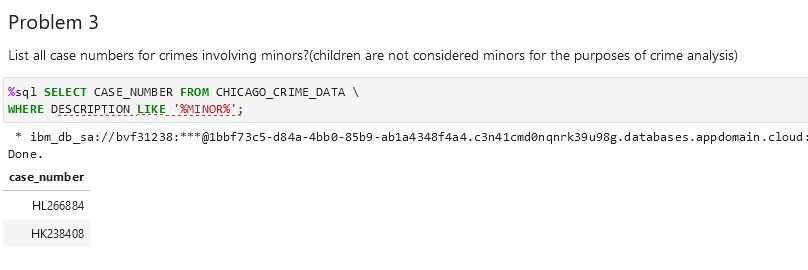 Problem 3
List all case numbers for crimes involving minors?(children are not considered minors for the purposes of crime analysis)
%sql SELECT CASE_NUMBER FROM CHICAGO_CRIME_DATA \
WHERE DESCRIPTION LIKE '%MINOR%';
* ibm_db_sa://bvf31238:***@1bbf73c5-d84a-4bb0-85b9-ab1a4348f4a4.c3n41cmd0nqnrk39u98g.databases.appdomain.cloud:
Done.
case_number
HL266884
HK238408